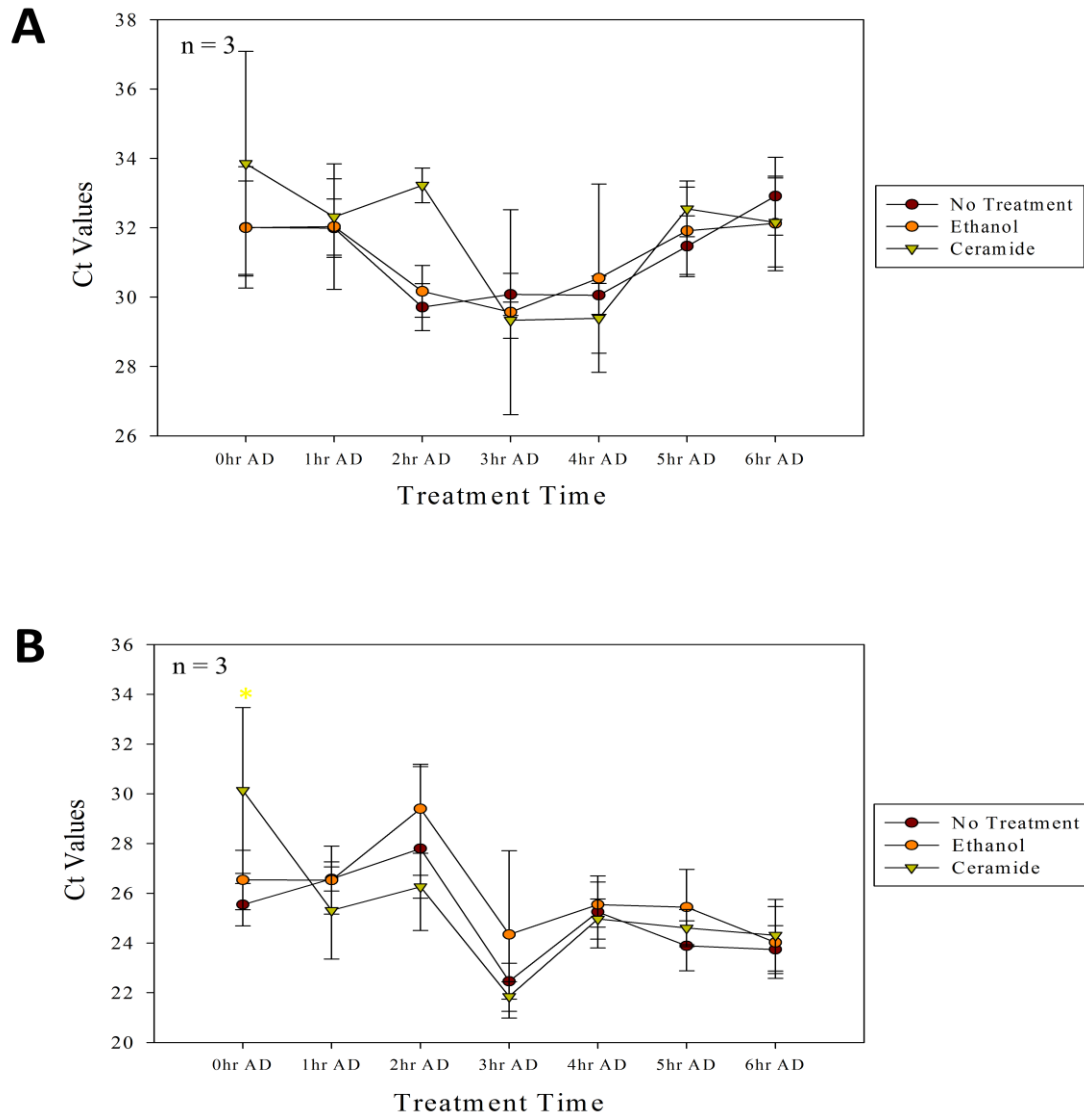 A
n = 3
38
36
34
32
30
28
26
Ct Values
0hr AD 1hr AD 2hr AD 3hr AD 4hr AD 5hr AD 6hr AD
Treatment Time
No Treatment
Ethanol
Ceramide
B
n = 3
*
36
34
32
30
28
26
24
22
20
Ct Values
0hr AD 1hr AD 2hr AD 3hr AD 4hr AD 5hr AD 6hr AD
Treatment Time
No Treatment
Ethanol
Ceramide